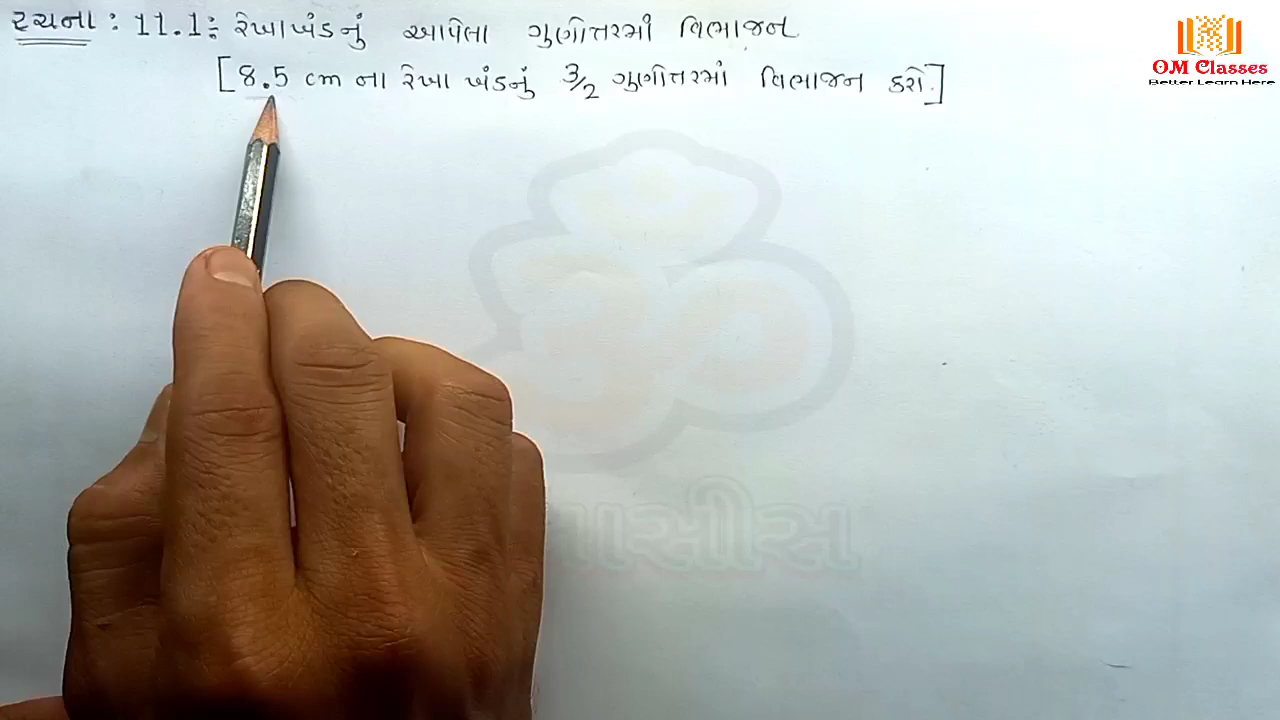 રચના : 11.1 : રેખાખંડનું આપેલા ગુણોત્તરમાં વિભાજન
[8.5 cm ના રેખા ખંડનું 3/2 ગુણોત્તરમાં વિભાજન કરો.]
OM Classes
Better Learn Here